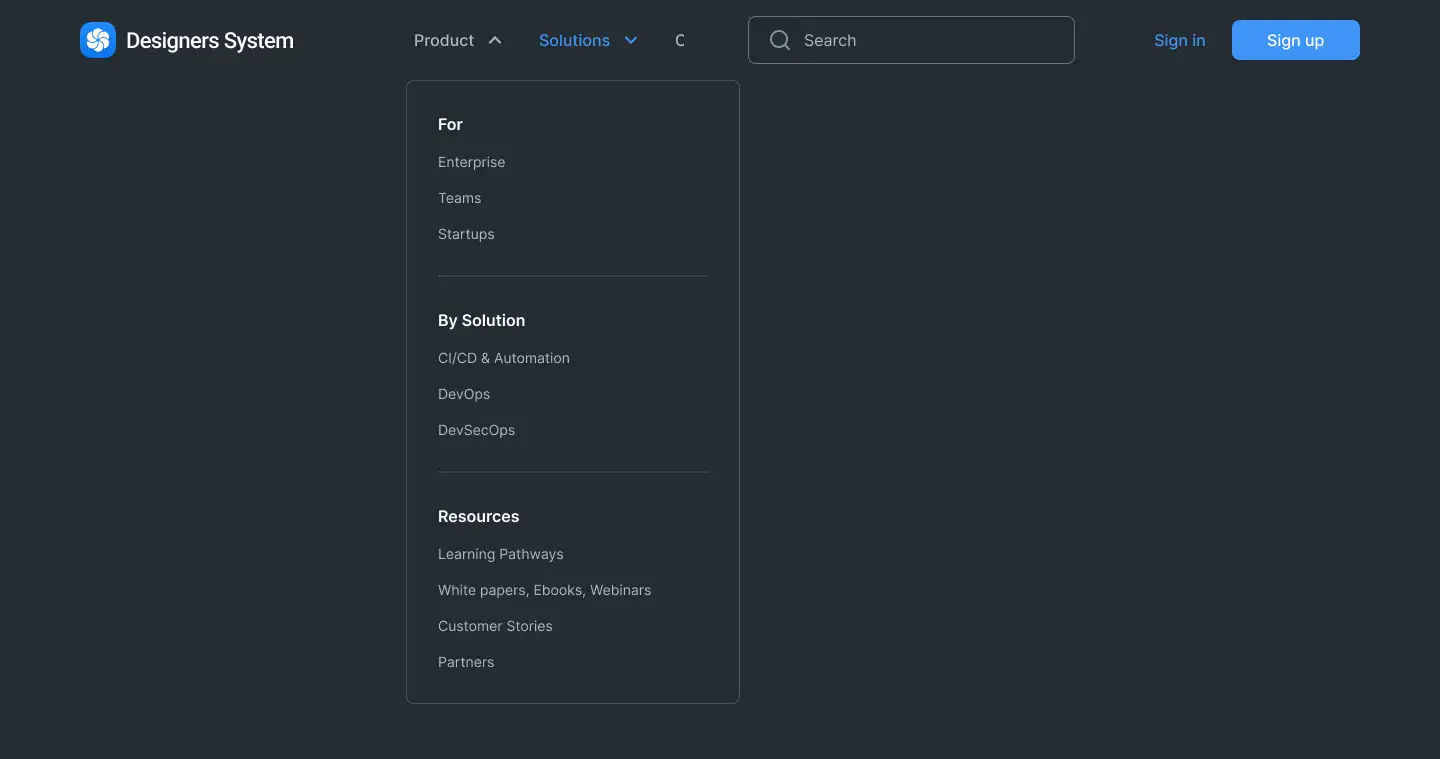 Designers System
Product
Solutions
C
Search
Sign in
Sign up
For
Enterprise
Teams
Startups
By Solution
CI/CD & Automation
DevOps
DevSecOps
Resources
Learning Pathways
White papers, Ebooks, Webinars
Customer Stories
Partners